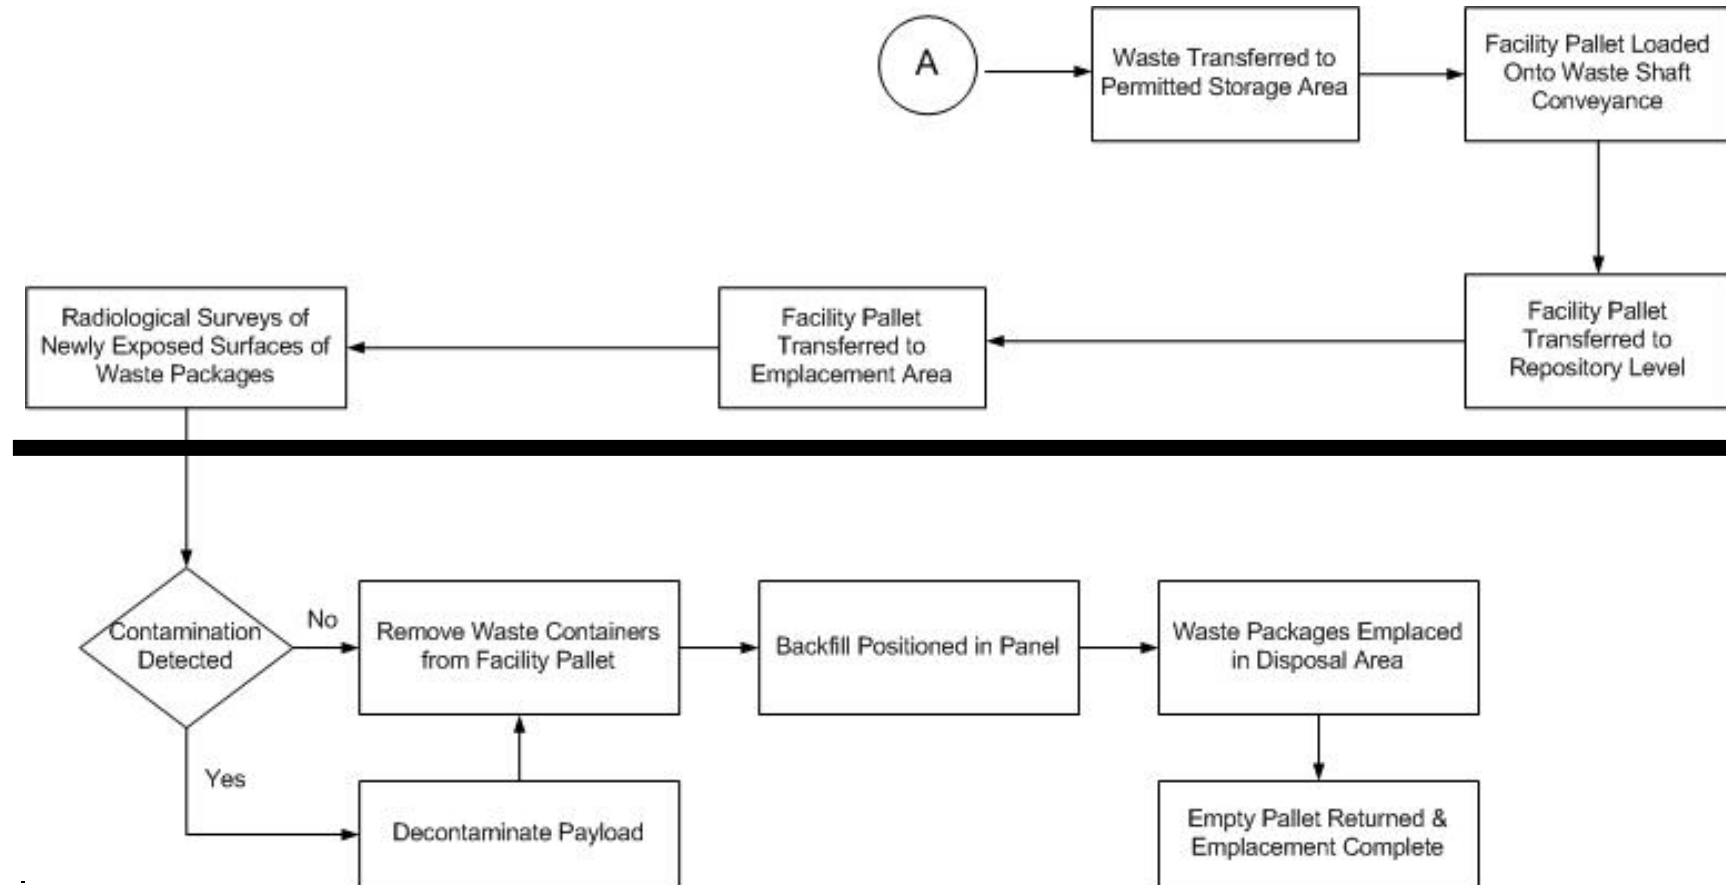 A
Waste Transferred to
Permitted Storage Area
Facility Pallet Loaded
Onto Waste Shaft
Conveyance
Radiological Surveys of
Newly Exposed Surfaces of
Waste Packages
Facility Pallet
Transferred to
Emplacement Area
Facility Pallet
Transferred to
Repository Level
Contamination
Detected
No
Remove Waste Containers
from Facility Pallet
Backfill Positioned in Panel
Waste Packages Emplaced
in Disposal Area
Yes
Decontaminate Payload
Empty Pallet Returned &
Emplacement Complete